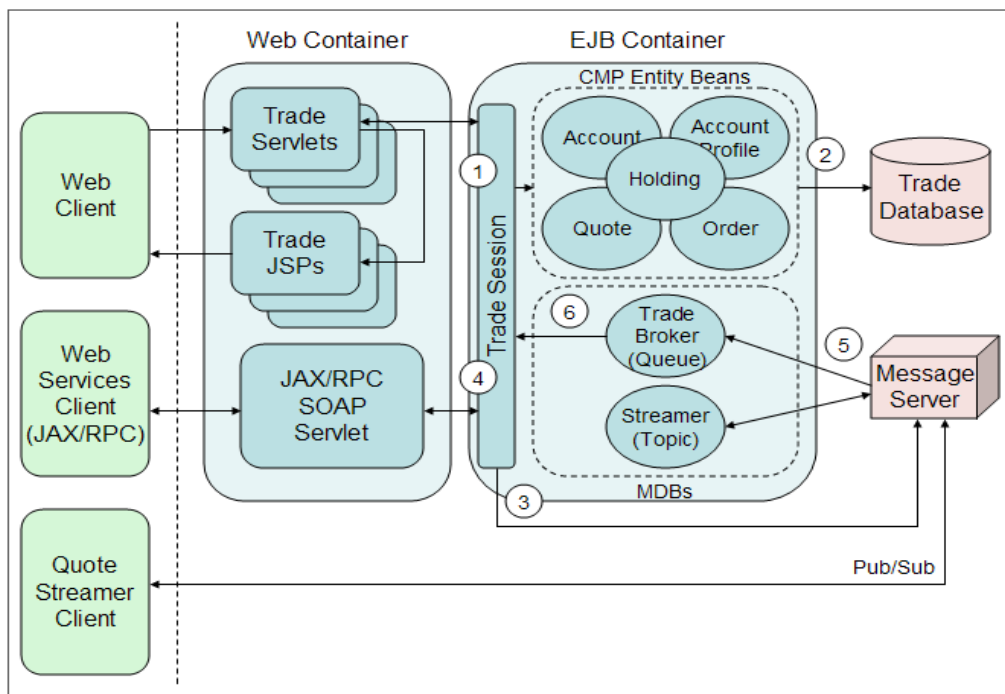 Web Container
EJB Container
CMP Entity Beans
Trade
Servlets
Account
Account
Profile
2
Web
Client
1
Holding
Trade
Database
Trade
JSPs
Quote
Order
Trade Session
6
Trade
Broker
(Queue)
5
Web
Services
Client
(JAX/RPC)
JAX/RPC
SOAP
Servlet
4
Message
Server
Streamer
(Topic)
3
MDBs
Quote
Streamer
Client
Pub/Sub